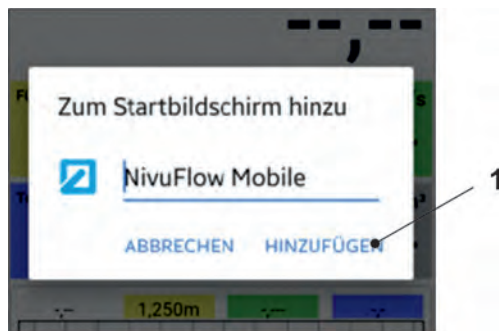 --,--
Zum Startbildschirm hinzu
NivuFlow Mobile
ABBRECHEN HINZUFÜGEN
1
-,-- 1,250m -,-- -,-